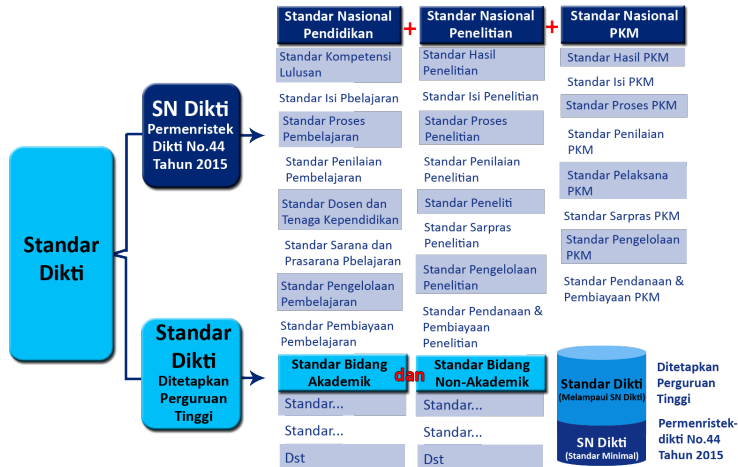 Standar
Dikti
SN Dikti
Permenristek
Dikti No.44
Tahun 2015
Standar
Dikti
Ditetapkan
Perguruan
Tinggi
Standar Nasional
Pendidikan
+
Standar Nasional
Penelitian
+
Standar Nasional
PKM
Standar Kompetensi
Lulusan
Standar Isi Pbelajaran
Standar Proses
Pembelajaran
Standar Penilaian
Pembelajaran
Standar Dosen dan
Tenaga Kependidikan
Standar Sarana dan
Prasarana Pbelajaran
Standar Pengelolaan
Pembelajaran
Standar Pembiayaan
Pembelajaran
Standar Hasil
Penelitian
Standar Isi Penelitian
Standar Proses
Penelitian
Standar Penilaian
Penelitian
Standar Peneliti
Standar Sarpras
Penelitian
Standar Pengelolaan
Penelitian
Standar Pendanaan &
Pembiayaan
Penelitian
Standar Hasil PKM
Standar Isi PKM
Standar Proses PKM
Standar Penilaian
PKM
Standar Pelaksana
PKM
Standar Sarpras PKM
Standar Pengelolaan
PKM
Standar Pendanaan &
Pembiayaan PKM
Standar Bidang
Akademik
dan
Standar Bidang
Non-Akademik
Standar...
Standar...
Dst
Standar...
Standar...
Dst
Standar Dikti
(Melampaui SN Dikti)
SN Dikti
(Standar Minimal)
Ditetapkan
Perguruan
Tinggi
Permenristek-
dikti No.44
Tahun 2015